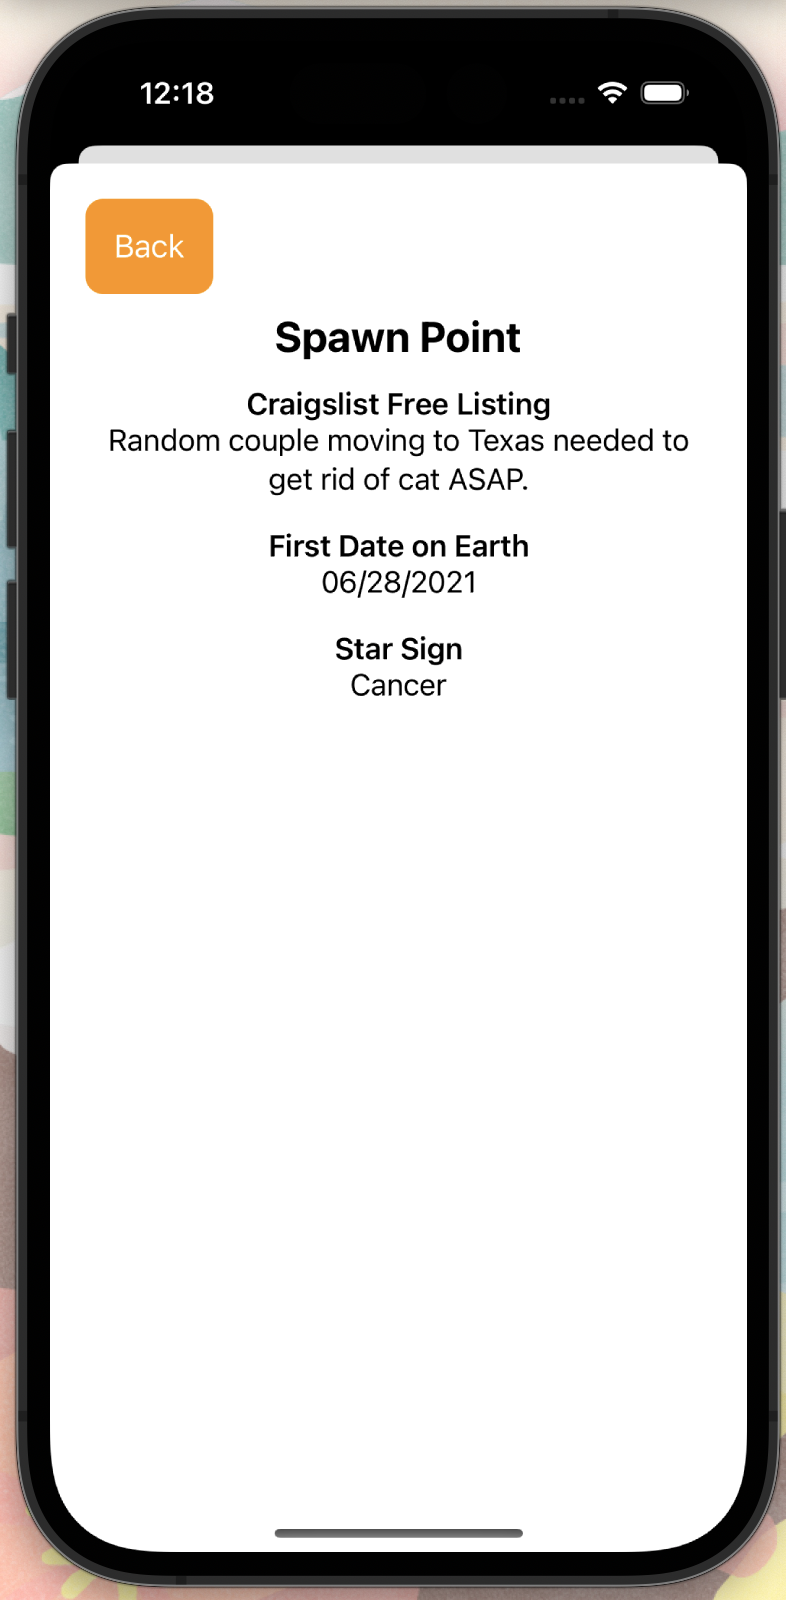 12:18
Back
Spawn Point
Craigslist Free Listing
Random couple moving to Texas needed to
get rid of cat ASAP.
First Date on Earth
06/28/2021
Star Sign
Cancer